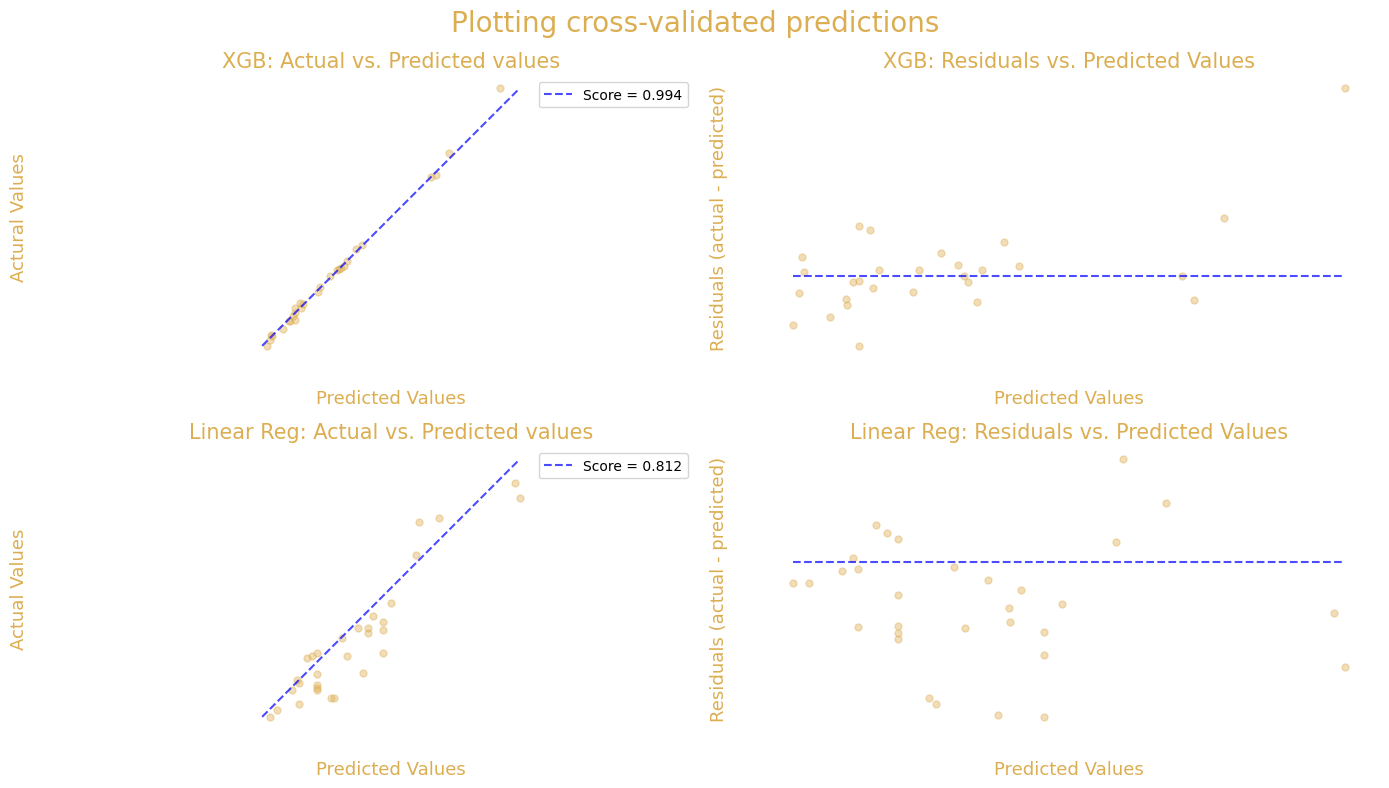 Plotting cross-validated predictions
XGB: Actual vs. Predicted values
Score = 0.994
Actural Values
Predicted Values
XGB: Residuals vs. Predicted Values
Residuals (actual - predicted)
Predicted Values
Linear Reg: Actual vs. Predicted values
Score = 0.812
Actual Values
Predicted Values
Linear Reg: Residuals vs. Predicted Values
Residuals (actual - predicted)
Predicted Values